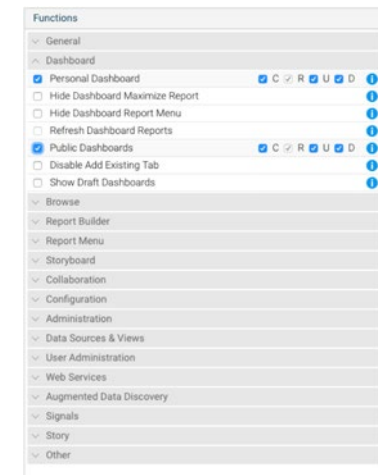 Functions
General
Dashboard
Personal Dashboard C R U D
Hide Dashboard Maximize Report
Hide Dashboard Report Menu
Refresh Dashboard Reports
Public Dashboards C R U D
Disable Add Existing Tab
Show Draft Dashboards
Browse
Report Builder
Report Menu
Storyboard
Collaboration
Configuration
Administration
Data Sources & Views
User Administration
Web Services
Augmented Data Discovery
Signals
Story
Other